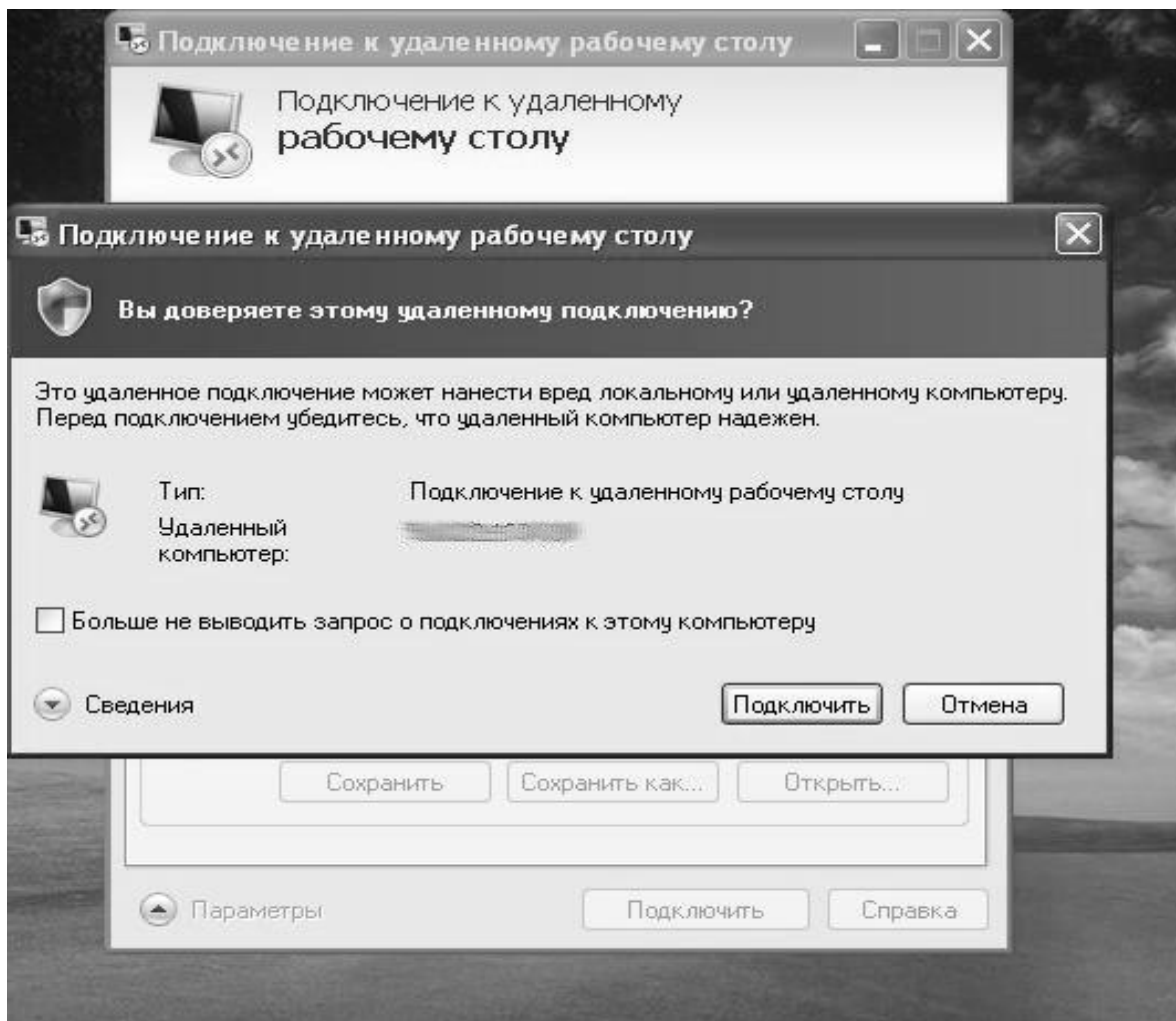 Подключение к удаленному рабочему столу
Подключение к удаленному
рабочему столу
Подключение к удаленному рабочему столу
Вы доверяете этому удаленному подключению?
Это удаленное подключение может нанести вред локальному или удаленному компьютеру.
Перед подключением убедитесь, что удаленный компьютер надежен.
Тип: Подключение к удаленному рабочему столу
Удаленный
компьютер:
Больше не выводить запрос о подключениях к этому компьютеру
Сведения Подключить Отмена
Сохранить Сохранить как... Открыть...
Параметры Подключить Справка